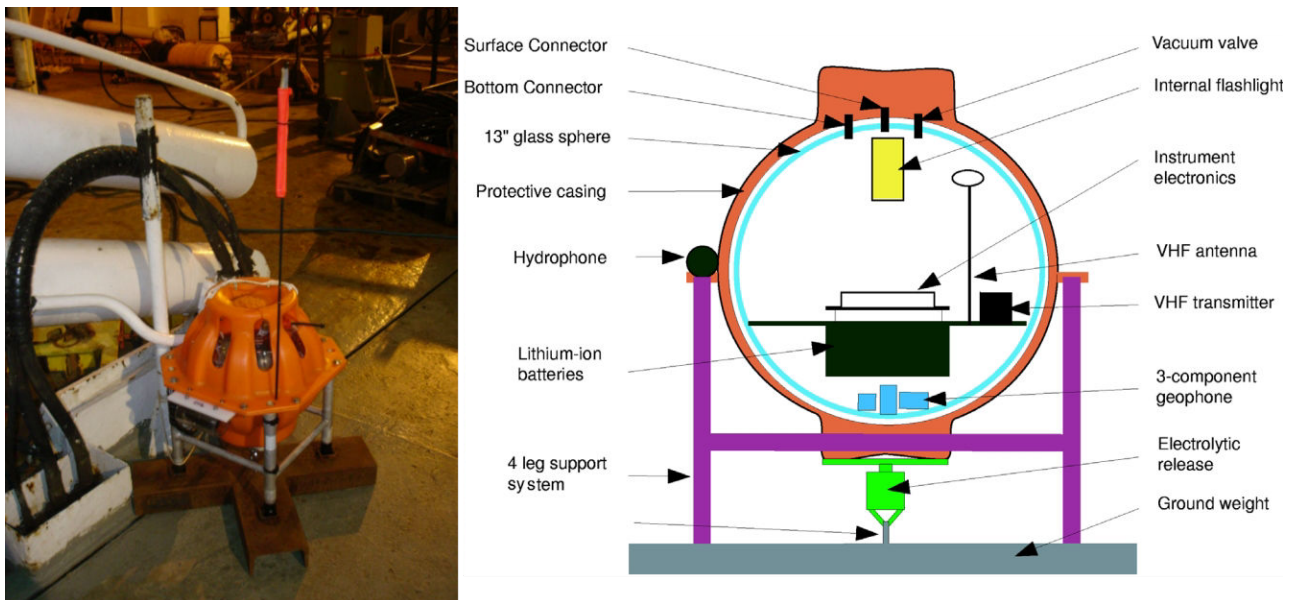 Surface Connector
Bottom Connector
13" glass sphere
Protective casing
Hydrophone
Lithium-ion
batteries
4 leg support
system
Vacuum valve
Internal flashlight
Instrument
electronics
VHF antenna
VHF transmitter
3-component
geophone
Electrolytic
release
Ground weight